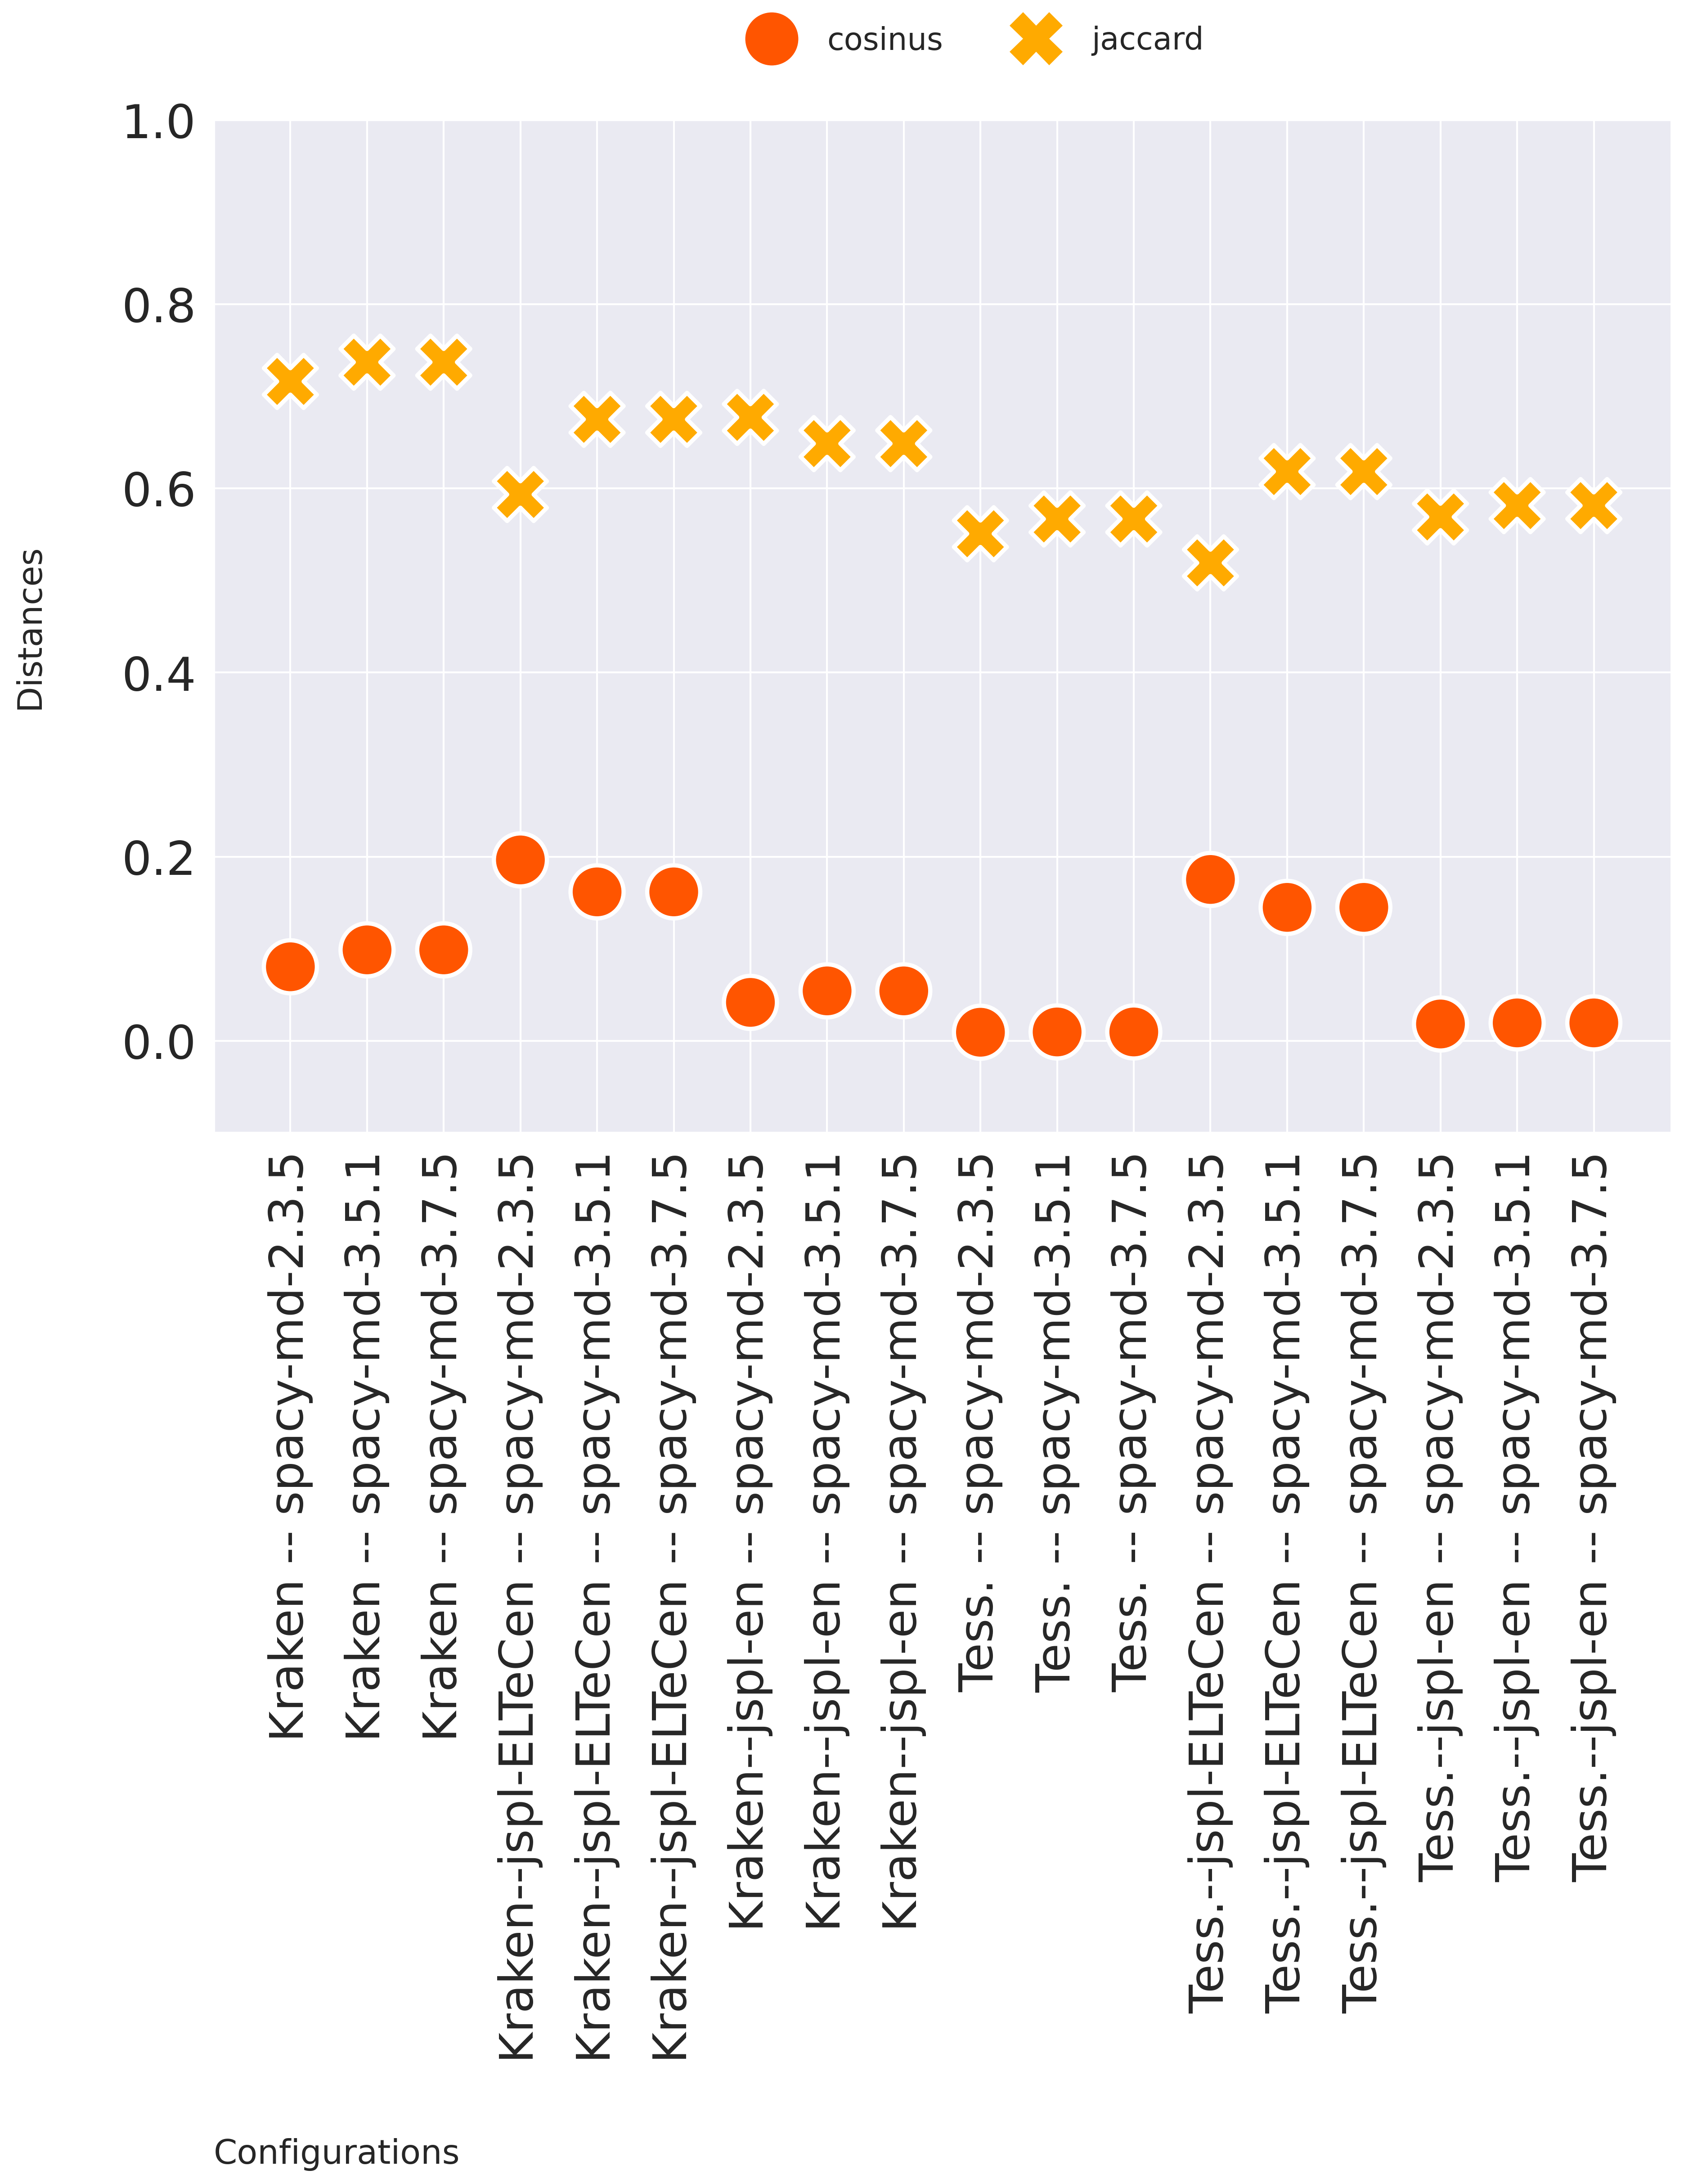 cosinus
jaccard
1.0
0.8
0.6
0.4
0.2
0.0
Distances
Kraken -- spacy-md-2.3.5
Kraken -- spacy-md-3.5.1
Kraken -- spacy-md-3.7.5
Kraken--jspl-ELTeCen -- spacy-md-2.3.5
Kraken--jspl-ELTeCen -- spacy-md-3.5.1
Kraken--jspl-ELTeCen -- spacy-md-3.7.5
Kraken--jspl-en -- spacy-md-2.3.5
Kraken--jspl-en -- spacy-md-3.5.1
Kraken--jspl-en -- spacy-md-3.7.5
Tess. -- spacy-md-2.3.5
Tess. -- spacy-md-3.5.1
Tess. -- spacy-md-3.7.5
Tess.--jspl-ELTeCen -- spacy-md-2.3.5
Tess.--jspl-ELTeCen -- spacy-md-3.5.1
Tess.--jspl-ELTeCen -- spacy-md-3.7.5
Tess.--jspl-en -- spacy-md-2.3.5
Tess.--jspl-en -- spacy-md-3.5.1
Tess.--jspl-en -- spacy-md-3.7.5
Configurations